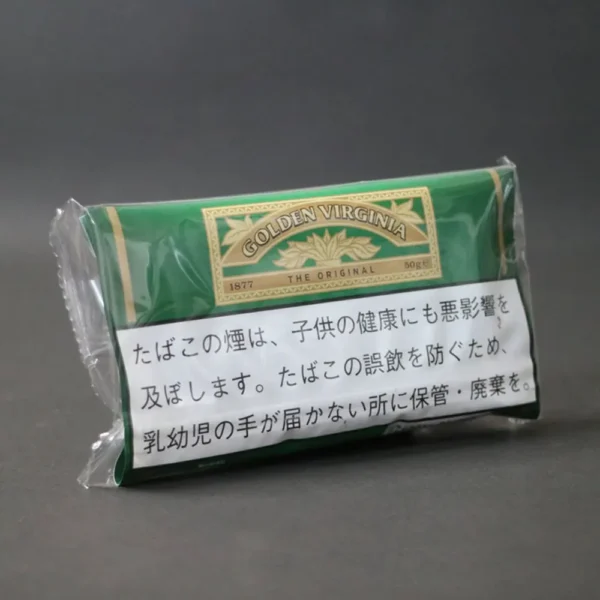 GOLDEN VIRGINIA
1877 THE ORIGINAL 50g℮
たばこの煙は、子供の健康にも悪影響を
及ぼします。たばこの誤飲を防ぐため、
乳幼児の手が届かない所に保管・廃棄を。